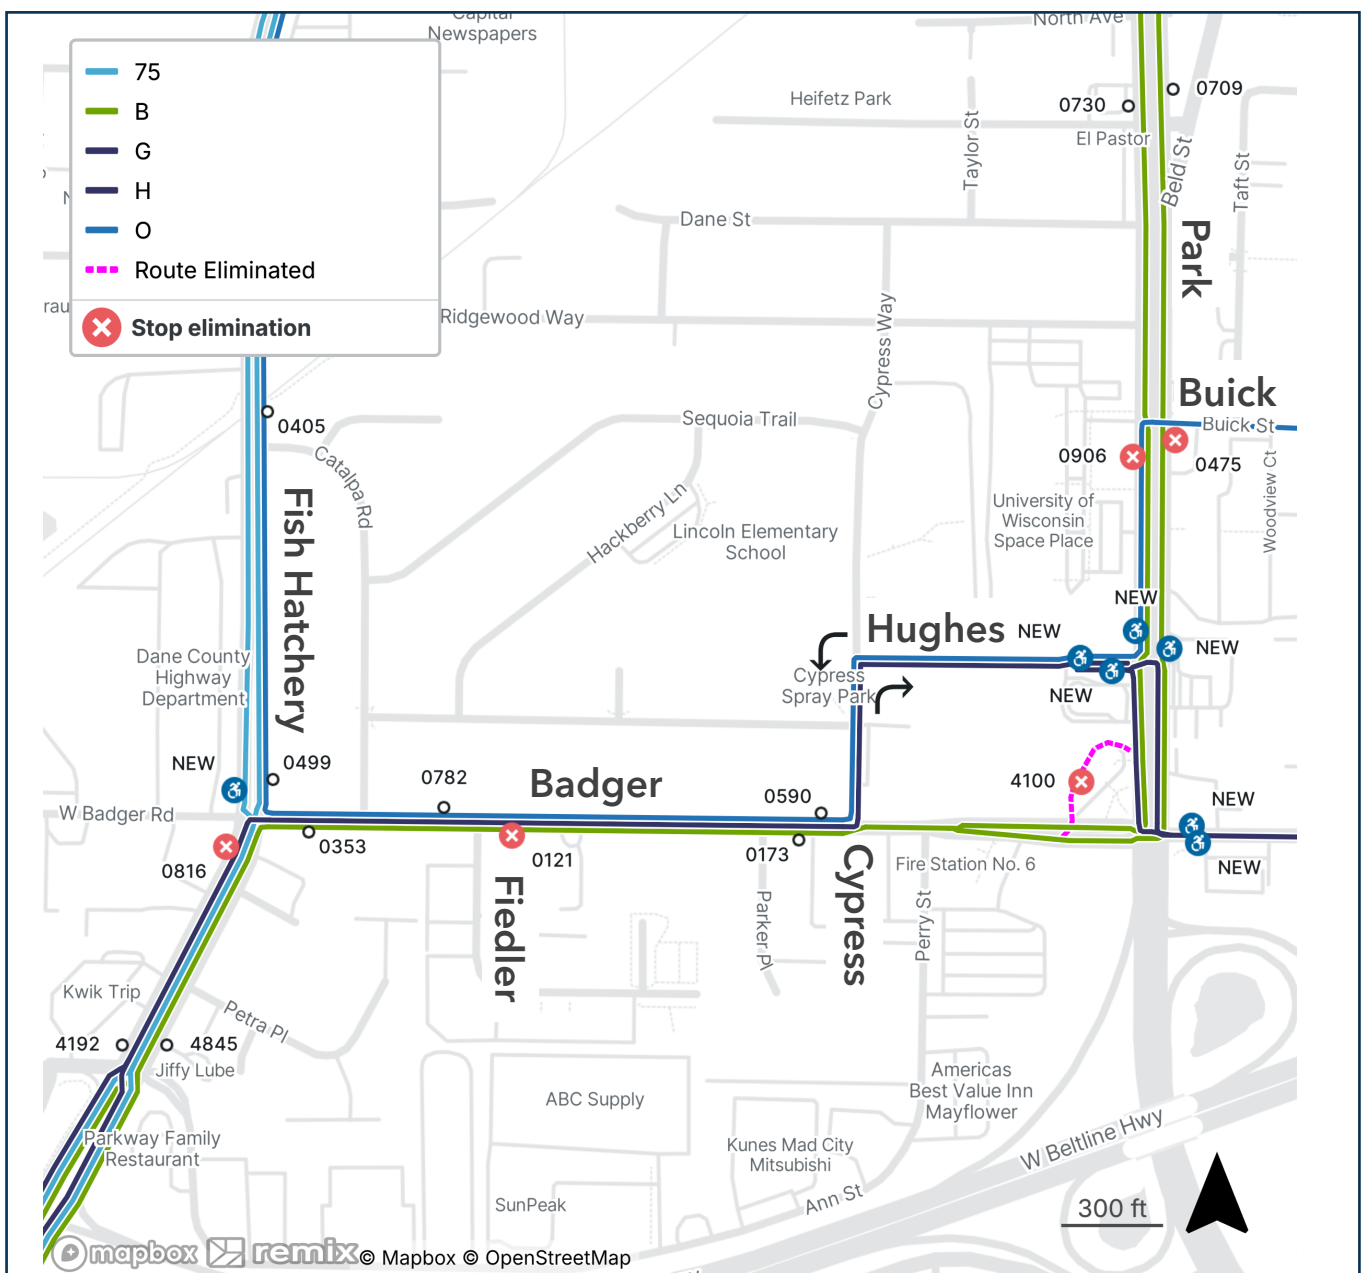 Capital
Newspapers
North Ave
75
B
G
H
O
Route Eliminated
Stop elimination
0709
0730
Heifetz Park
El Pastor
Taylor St
Beld St
Taft St
Dane St
Park
rau
Ridgewood Way
Cypress Way
Buick
Buick St
0405
Sequoia Trail
Catalpa Rd
0906
0475
Woodview Ct
Fish Hatchery
Hackberry Ln
University of
Wisconsin
Space Place
Lincoln Elementary
School
NEW
Hughes
NEW
NEW
Dane County
Highway
Department
Cypress
Spray Park
NEW
NEW
0499
0782
Badger
4100
0590
NEW
W Badger Rd
0353
0173
0816
0121
Fire Station No. 6
NEW
Cypress
Fiedler
Parker Pl
Perry St
Kwik Trip
Petra Pl
4192
4845
Jiffy Lube
ABC Supply
Americas
Best Value Inn
Mayflower
Parkway Family
Restaurant
Kunes Mad City
Mitsubishi
W Beltline Hwy
SunPeak
Ann St
300 ft
mapbox
remix
© Mapbox © OpenStreetMap